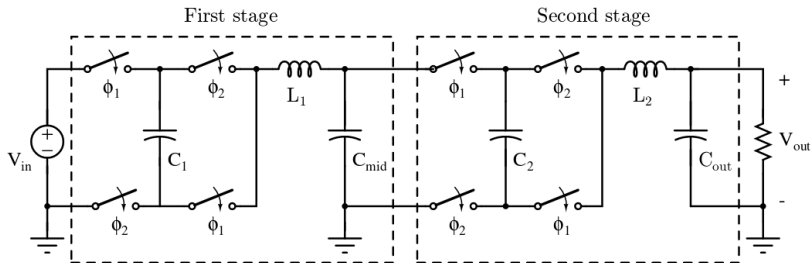 First stage
Second stage
ϕ1
ϕ2
L1
ϕ1
ϕ2
L2
+
+
−
Vin
C1
Cmid
C2
Cout
Vout
ϕ2
ϕ1
ϕ2
ϕ1
-